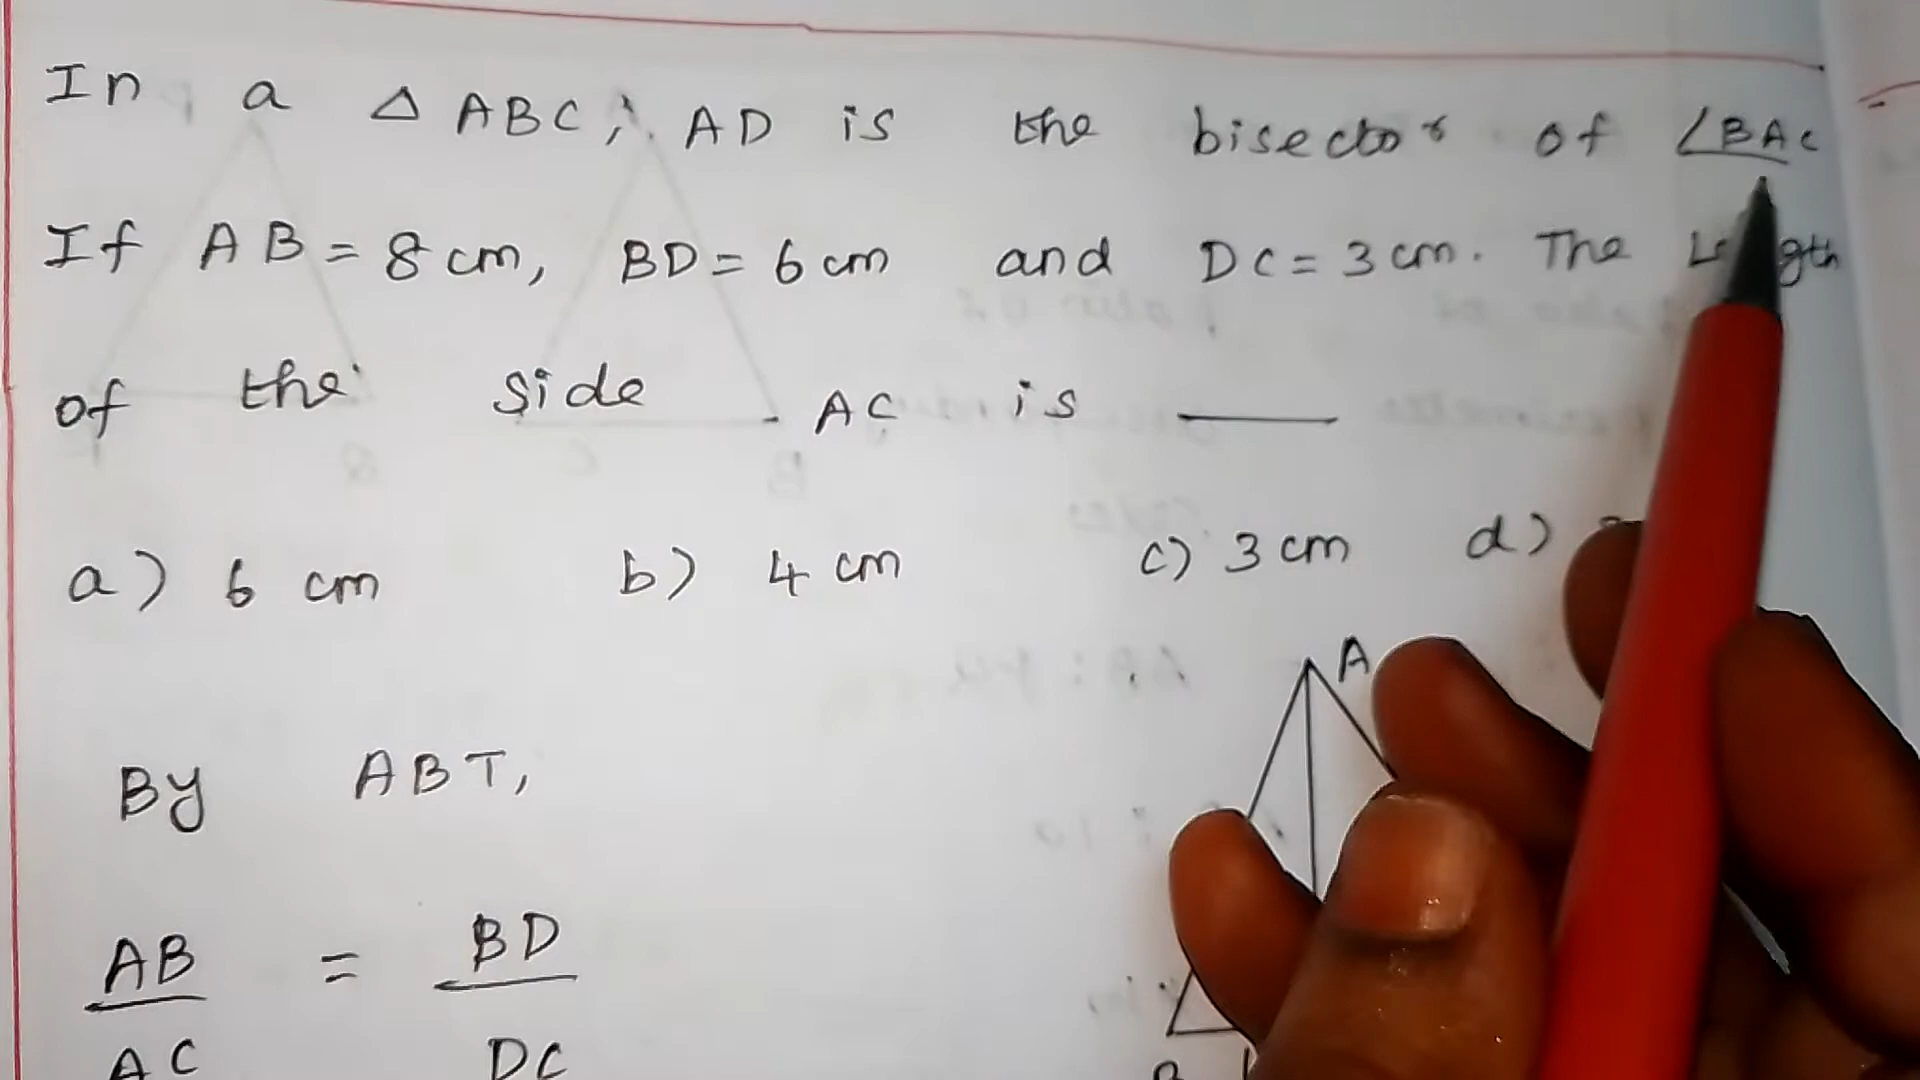 In a △ ABC, AD is the bisector of ∠BAC
If AB = 8 cm, BD = 6 cm and DC = 3 cm. The
of the side AC is ____
a) 6 cm b) 4 cm c) 3 cm d)
A
By ABT,
AB = BD
AC DC